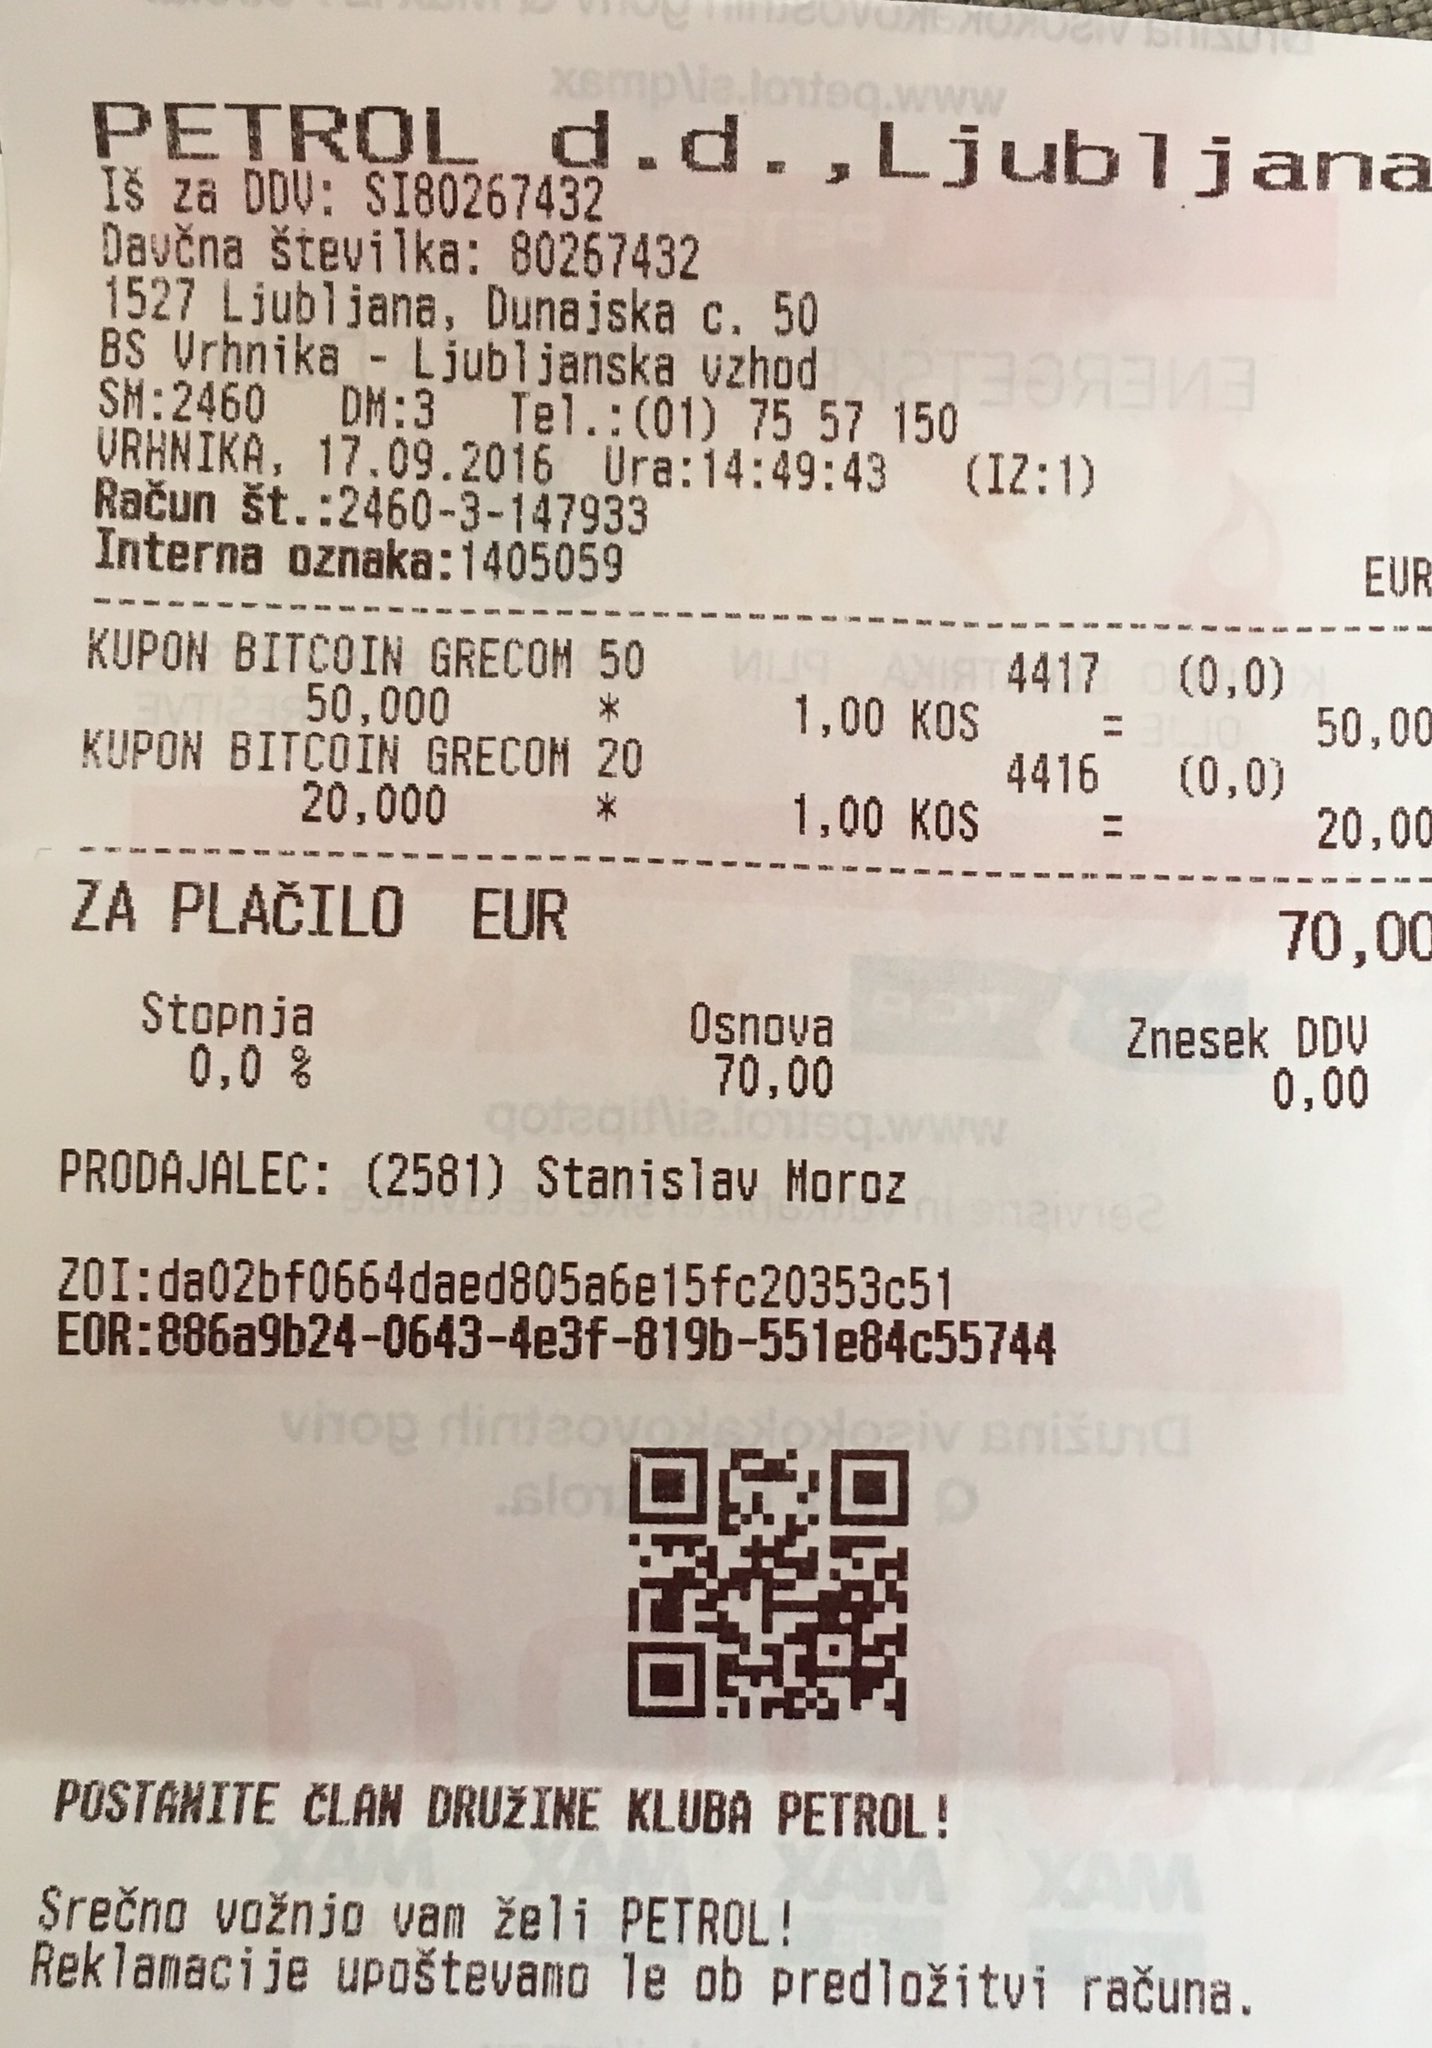 PETROL d.d.,Ljubljana
Iš za DDV: SI80267432
Davčna številka: 80267432
1527 Ljubljana, Dunajska c. 50
BS Vrhnika - Ljubljanska vzhod
SM:2460 DM:3 Tel.:(01) 75 57 150
VRHNIKA, 17.09.2016 Ura:14:49:43 (IZ:1)
Račun št.:2460-3-147933
Interna oznaka:1405059
EUR
KUPON BITCOIN GRECOM 50 4417 (0,0)
50,000 * 1,00 KOS = 50,00
KUPON BITCOIN GRECOM 20 4416 (0,0)
20,000 * 1,00 KOS = 20,00
ZA PLAČILO EUR 70,00
Stopnja Osnova Znesek DDV
0,0 % 70,00 0,00
PRODAJALEC: (2581) Stanislav Moroz
ZOI:da02bf0664daed805a6e15fc20353c51
EOR:886a9b24-0643-4e3f-819b-551e84c55744
POSTANITE ČLAN DRUŽINE KLUBA PETROL!
Srečno vožnjo vam želi PETROL!
Reklamacije upoštevamo le ob predložitvi računa.